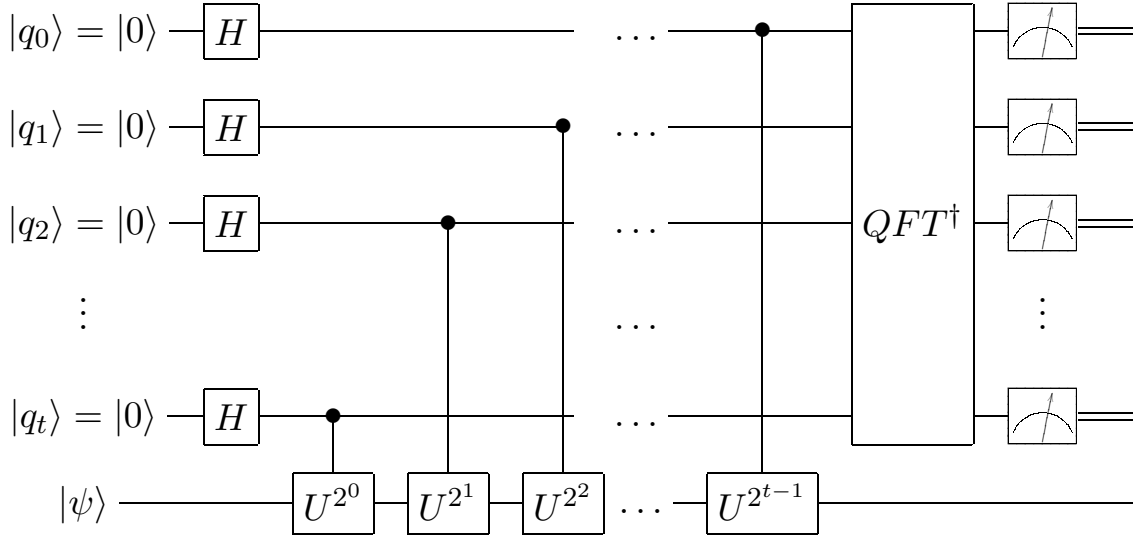 |q₀⟩ = |0⟩ H ...
|q₁⟩ = |0⟩ H ...
|q₂⟩ = |0⟩ H ... QFT†
⋮ ... ⋮
|qₜ⟩ = |0⟩ H ...
|ψ⟩ U^{2^0} U^{2^1} U^{2^2} ... U^{2^{t−1}}